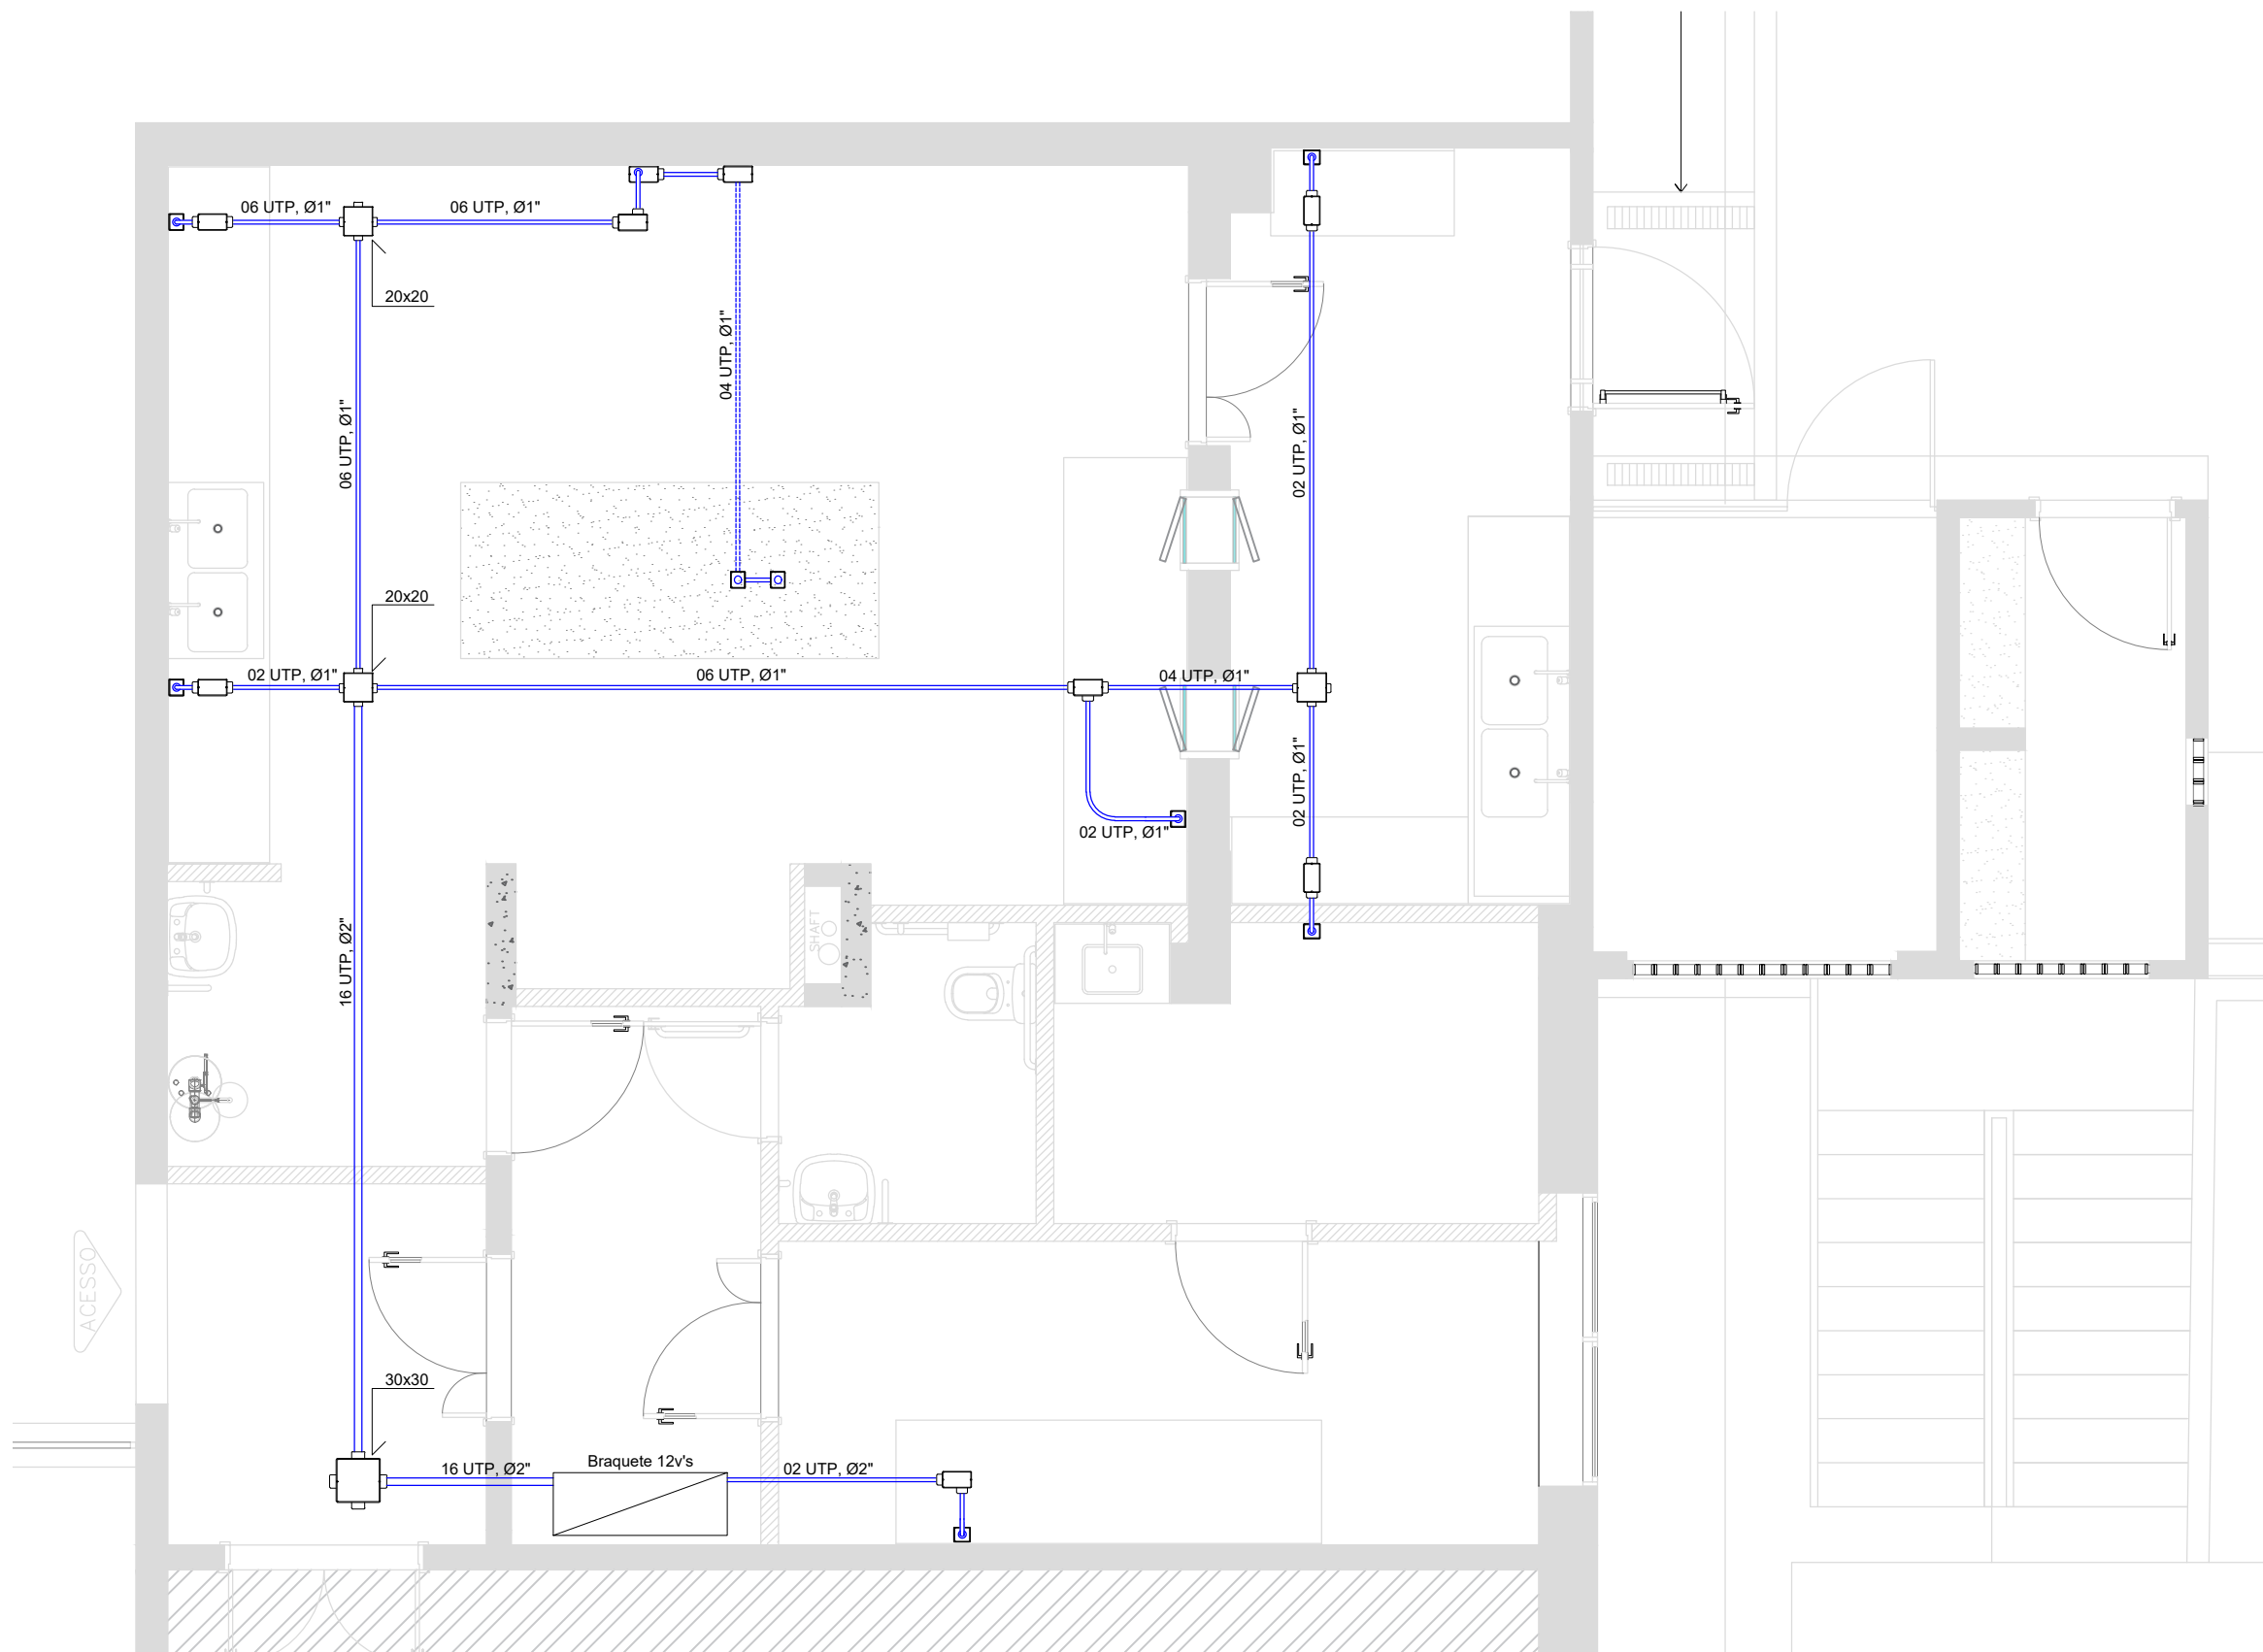 06 UTP, Ø1"
06 UTP, Ø1"
20x20
04 UTP, Ø1"
06 UTP, Ø1"
02 UTP, Ø1"
20x20
02 UTP, Ø1"
06 UTP, Ø1"
04 UTP, Ø1"
02 UTP, Ø1"
02 UTP, Ø1"
SHAFT
16 UTP, Ø2"
ACESSO
30x30
Braquete 12v's
16 UTP, Ø2"
02 UTP, Ø2"